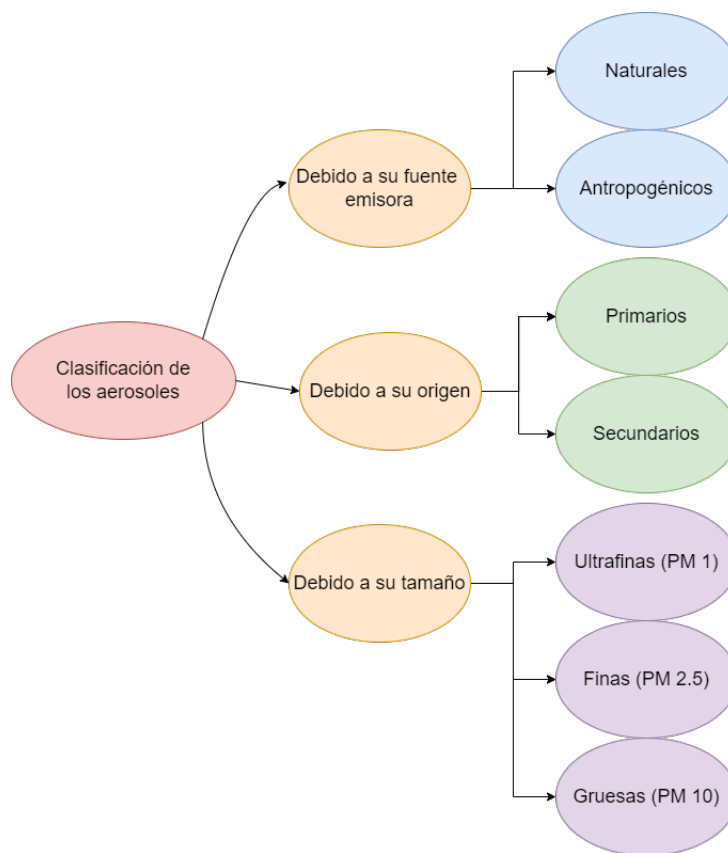 Clasificación de
los aerosoles
Debido a su fuente
emisora
Naturales
Antropogénicos
Debido a su origen
Primarios
Secundarios
Debido a su tamaño
Ultrafinas (PM 1)
Finas (PM 2.5)
Gruesas (PM 10)